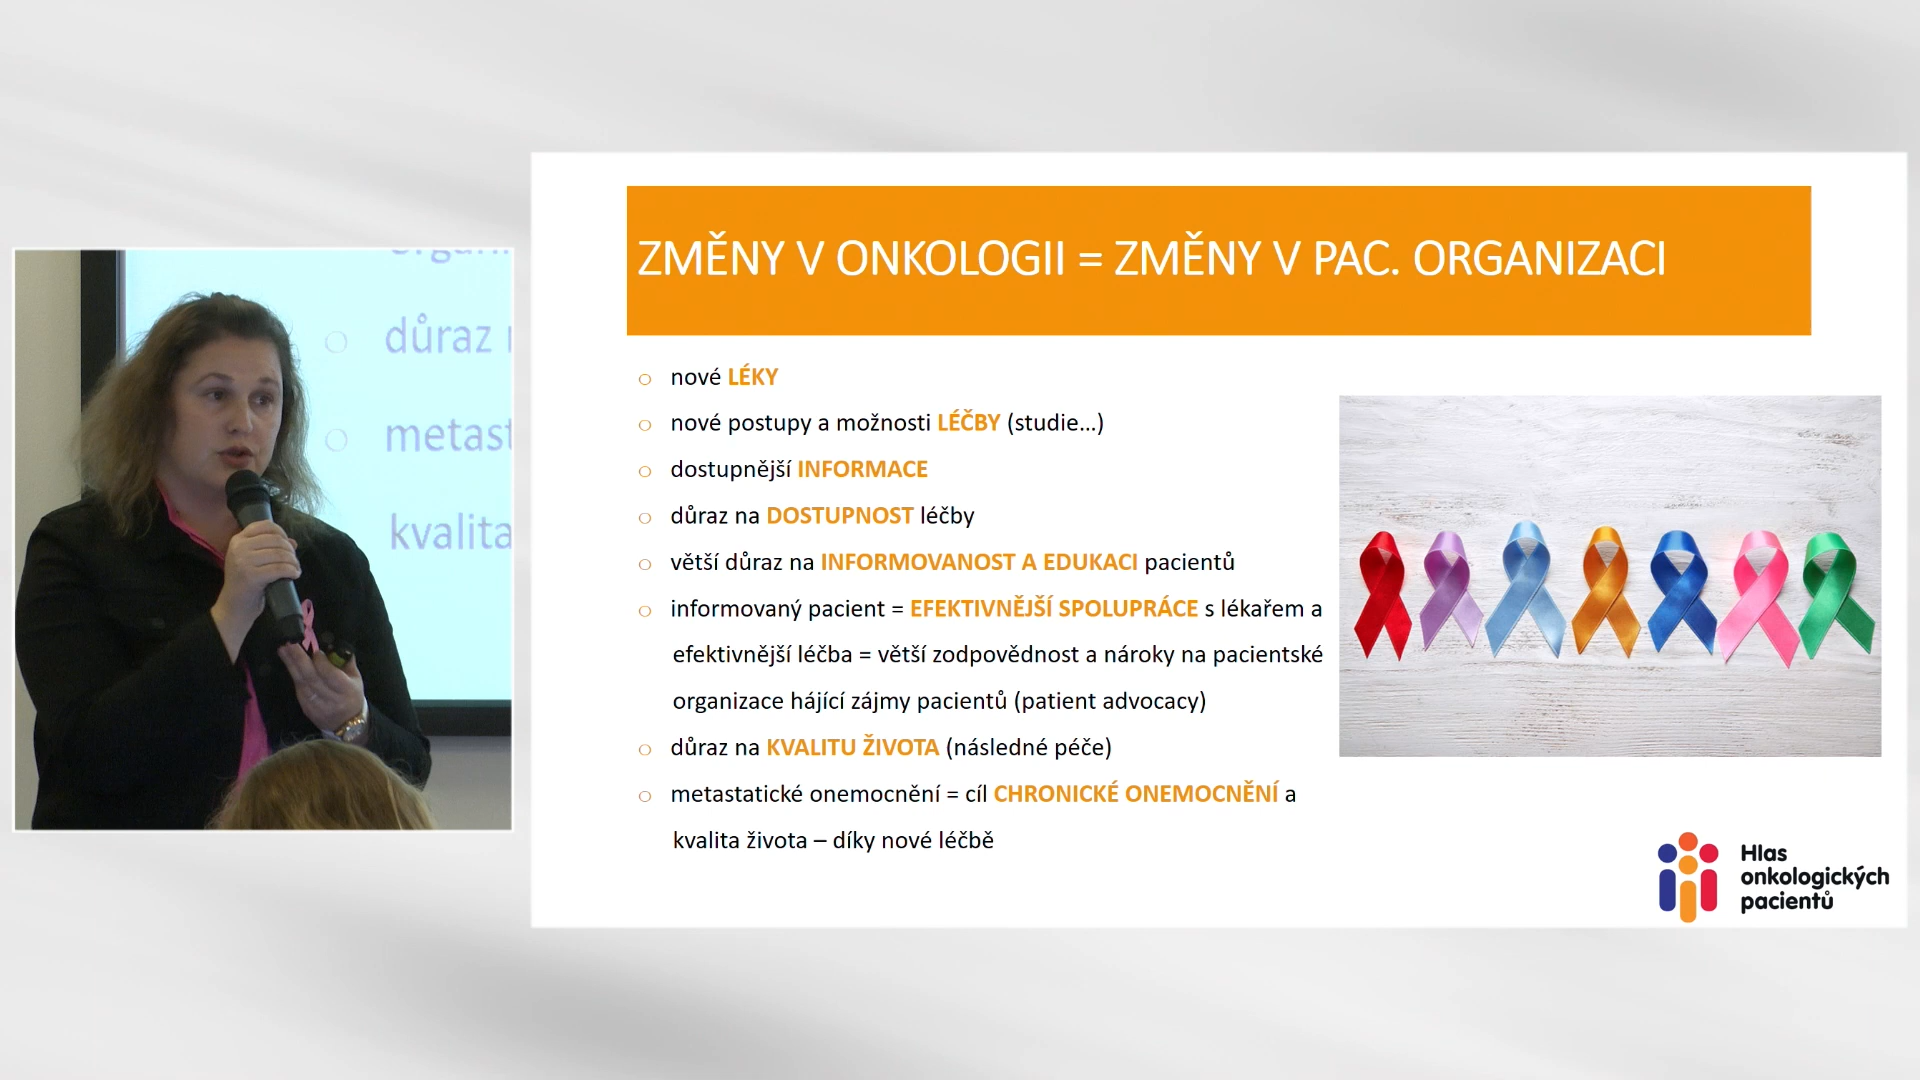 ZMĚNY V ONKOLOGII = ZMĚNY V PAC. ORGANIZACI
nové LÉKY
nové postupy a možnosti LÉČBY (studie...)
dostupnější INFORMACE
důraz na DOSTUPNOST léčby
větší důraz na INFORMOVANOST A EDUKACI pacientů
informovaný pacient = EFEKTIVNĚJŠÍ SPOLUPRÁCE s lékařem a
efektivnější léčba = větší zodpovědnost a nároky na pacientské
organizace hájící zájmy pacientů (patient advocacy)
důraz na KVALITU ŽIVOTA (následné péče)
metastatické onemocnění = cíl CHRONICKÉ ONEMOCNĚNÍ a
kvalita života – díky nové léčbě
Hlas
onkologických
pacientů
důraz
kvalita